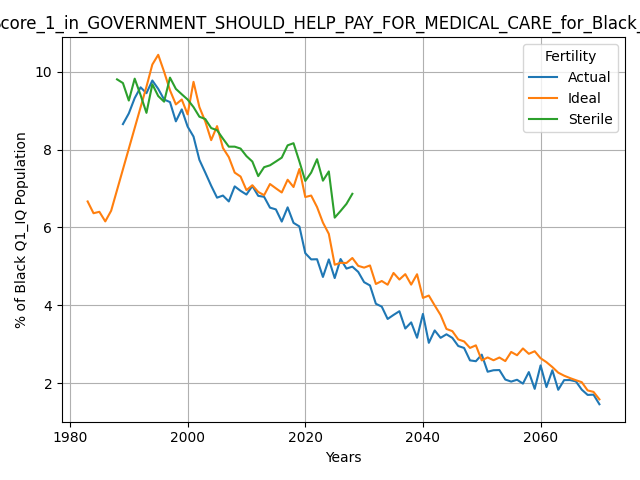 core_1_in_GOVERNMENT_SHOULD_HELP_PAY_FOR_MEDICAL_CARE_for_Black_
% of Black Q1_IQ Population
10
8
6
4
2
Fertility
Actual
Ideal
Sterile
1980
2000
2020
2040
2060
Years